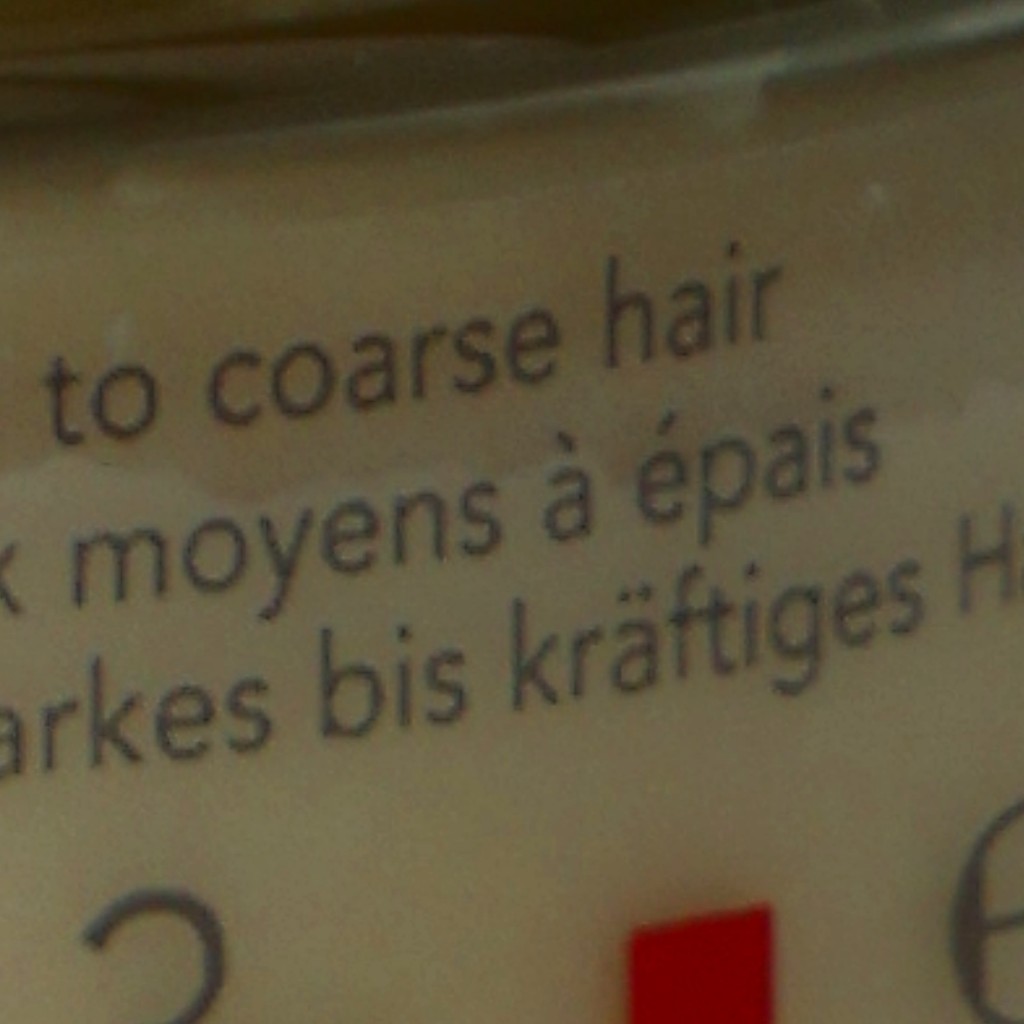 to coarse hair
moyens à épais
bis kräftiges